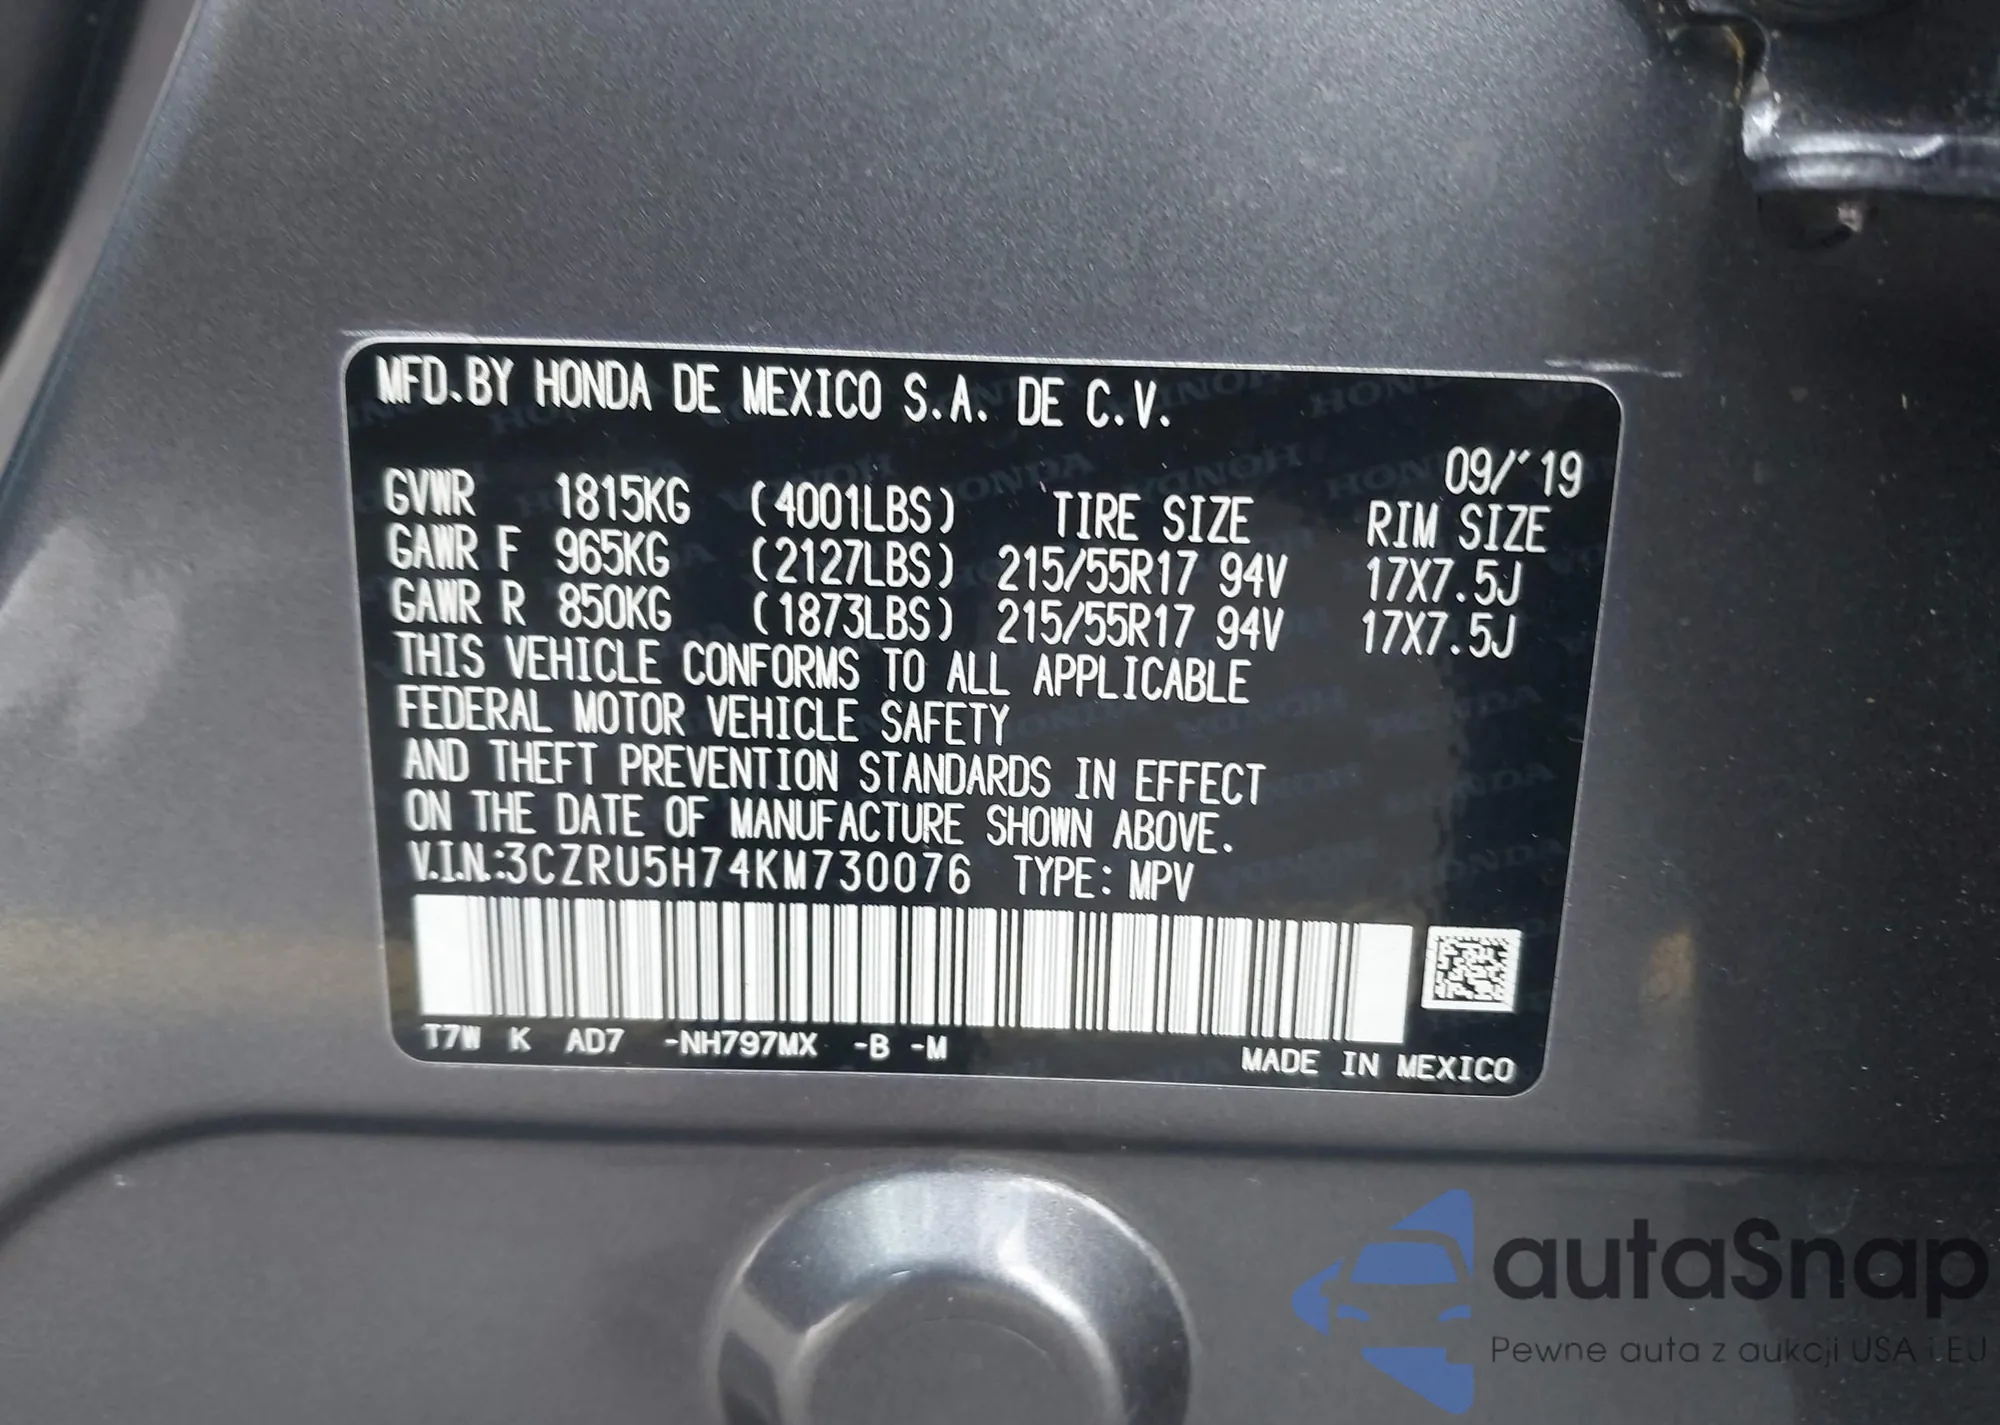 MFD.BY HONDA DE MEXICO S.A. DE C.V.
09/'19
GVWR 1815KG (4001LBS) TIRE SIZE RIM SIZE
GAWR F 965KG (2127LBS) 215/55R17 94V 17X7.5J
GAWR R 850KG (1873LBS) 215/55R17 94V 17X7.5J
THIS VEHICLE CONFORMS TO ALL APPLICABLE
FEDERAL MOTOR VEHICLE SAFETY
AND THEFT PREVENTION STANDARDS IN EFFECT
ON THE DATE OF MANUFACTURE SHOWN ABOVE.
V.I.N.:3CZRU5H74KM730076 TYPE: MPV
T7W K AD7 -NH797MX -B -M
MADE IN MEXICO
autaSnap
Pewne auta z aukcji USA i EU